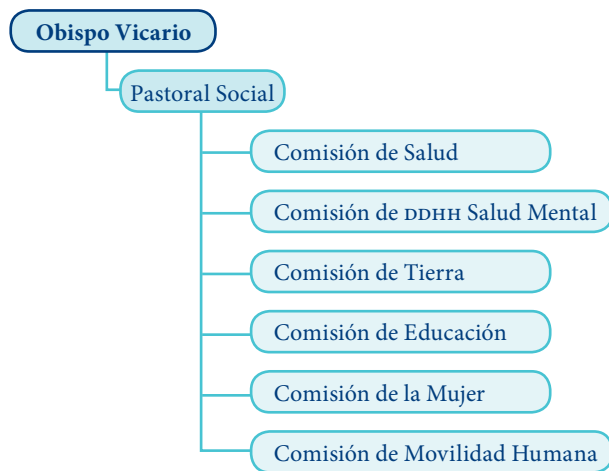 Obispo Vicario
Pastoral Social
Comisión de Salud
Comisión de DDHH Salud Mental
Comisión de Tierra
Comisión de Educación
Comisión de la Mujer
Comisión de Movilidad Humana